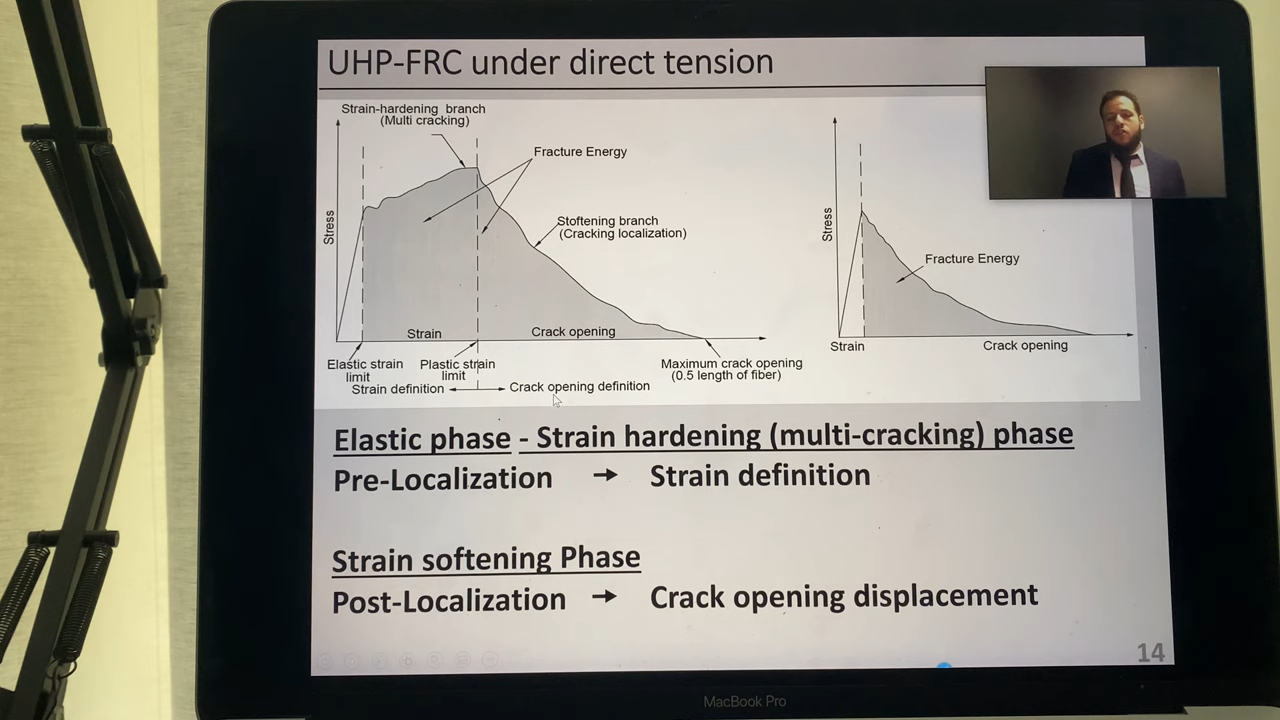 UHP-FRC under direct tension
Strain-hardening branch
(Multi cracking)
Fracture Energy
Stress
Stoftening branch
(Cracking localization)
Strain
Crack opening
Elastic strain
limit
Plastic strain
limit
Maximum crack opening
(0.5 length of fiber)
Strain definition
Crack opening definition
Stress
Fracture Energy
Strain
Crack opening
Elastic phase - Strain hardening (multi-cracking) phase
Pre-Localization → Strain definition
Strain softening Phase
Post-Localization → Crack opening displacement
14
MacBook Pro